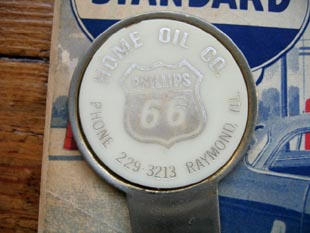 STANDARD
HOME OIL CO.
PHILLIPS
66
PHONE 229-3213 RAYMOND, ILL.